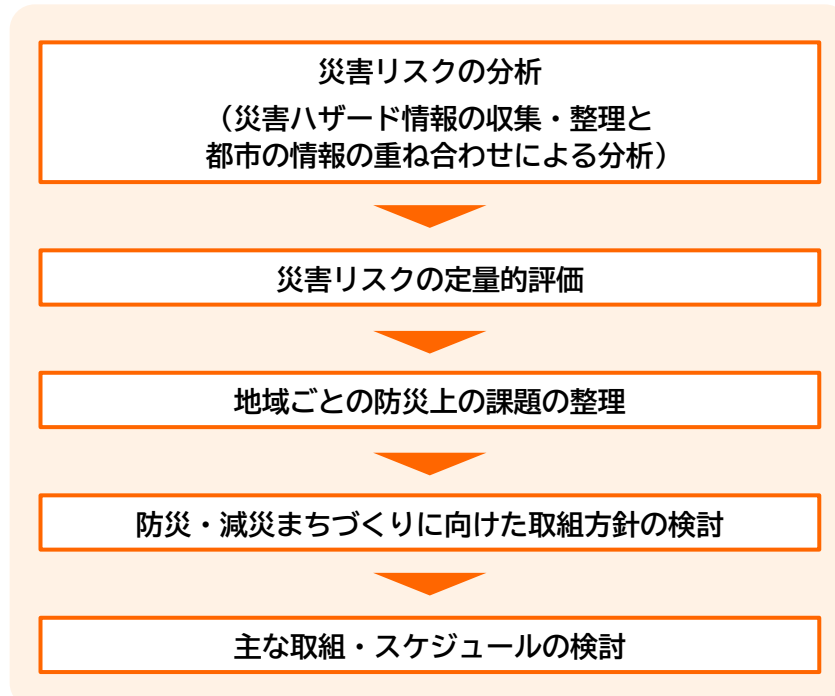 災害リスクの分析
（災害ハザード情報の収集・整理と
都市の情報の重ね合わせによる分析）
災害リスクの定量的評価
地域ごとの防災上の課題の整理
防災・減災まちづくりに向けた取組方針の検討
主な取組・スケジュールの検討